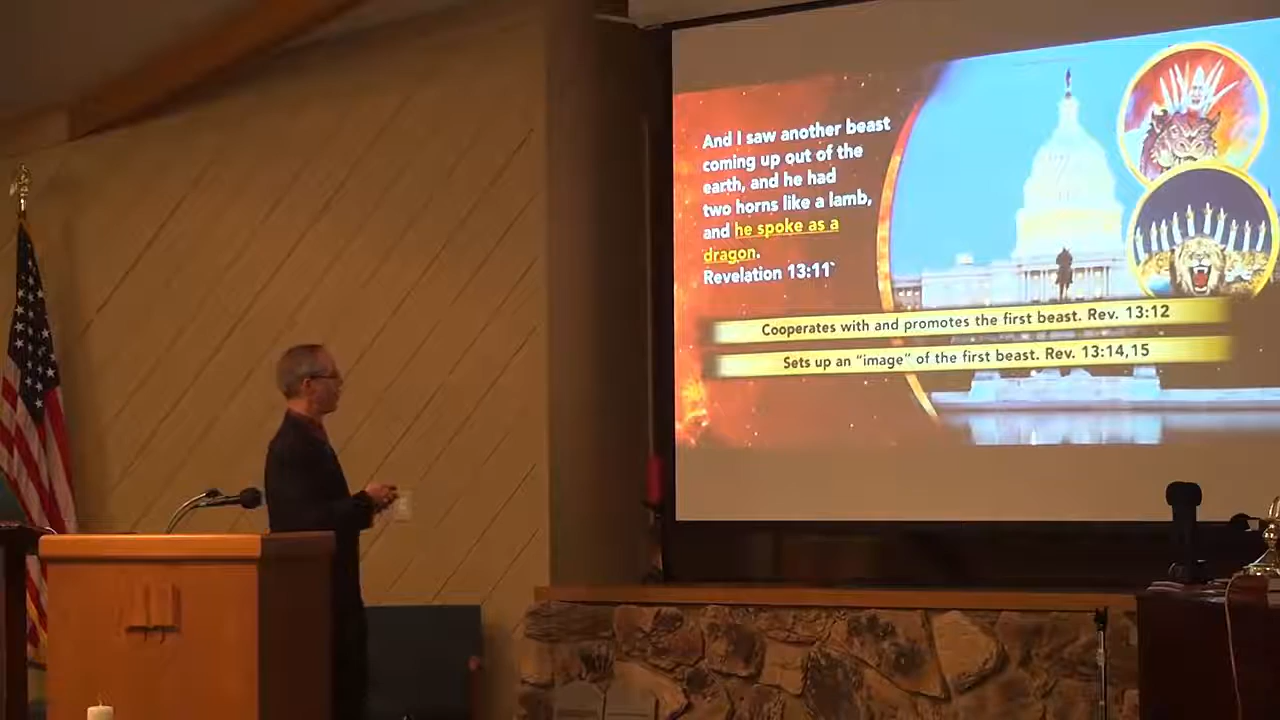 And I saw another beast
coming up out of the
earth, and he had
two horns like a lamb,
and he spoke as a
dragon.
Revelation 13:11`
Cooperates with and promotes the first beast. Rev. 13:12
Sets up an “image” of the first beast. Rev. 13:14,15